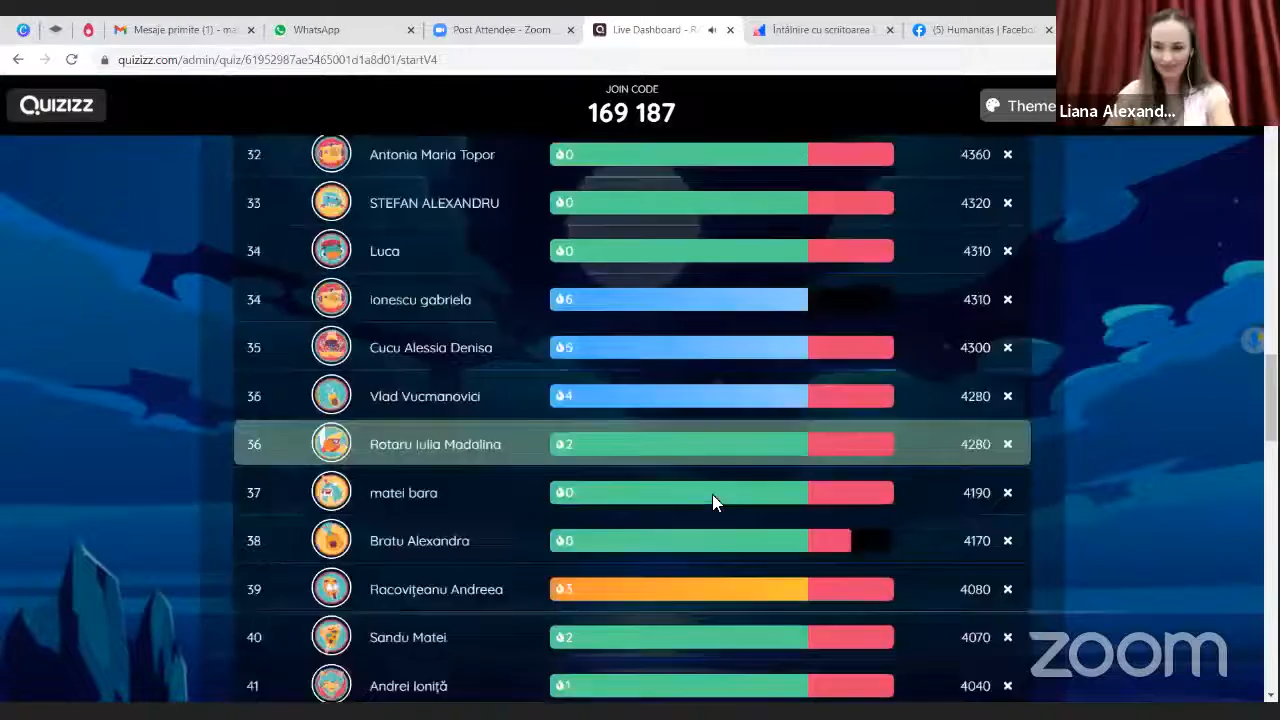 Mesaje primite (1) - ma
WhatsApp
Post Attendee - Zoom
Live Dashboard - R
Întâlnire cu scriitoarea
(5) Humanitas | Facebo
quizizz.com/admin/quiz/61952987ae5465001d1a8d01/startV4
QUIZIZZ
JOIN CODE
169 187
Theme
Liana Alexand...
32 Antonia Maria Topor 0 4360
33 STEFAN ALEXANDRU 0 4320
34 Luca 0 4310
34 Ionescu gabriela 6 4310
35 Cucu Alessia Denisa 5 4300
36 Vlad Vucmanovici 4 4280
36 Rotaru Iulia Madalina 2 4280
37 matei bara 0 4190
38 Bratu Alexandra 0 4170
39 Racovițeanu Andreea 3 4080
40 Sandu Matei 2 4070
41 Andrei Ioniță 1 4040
zoom